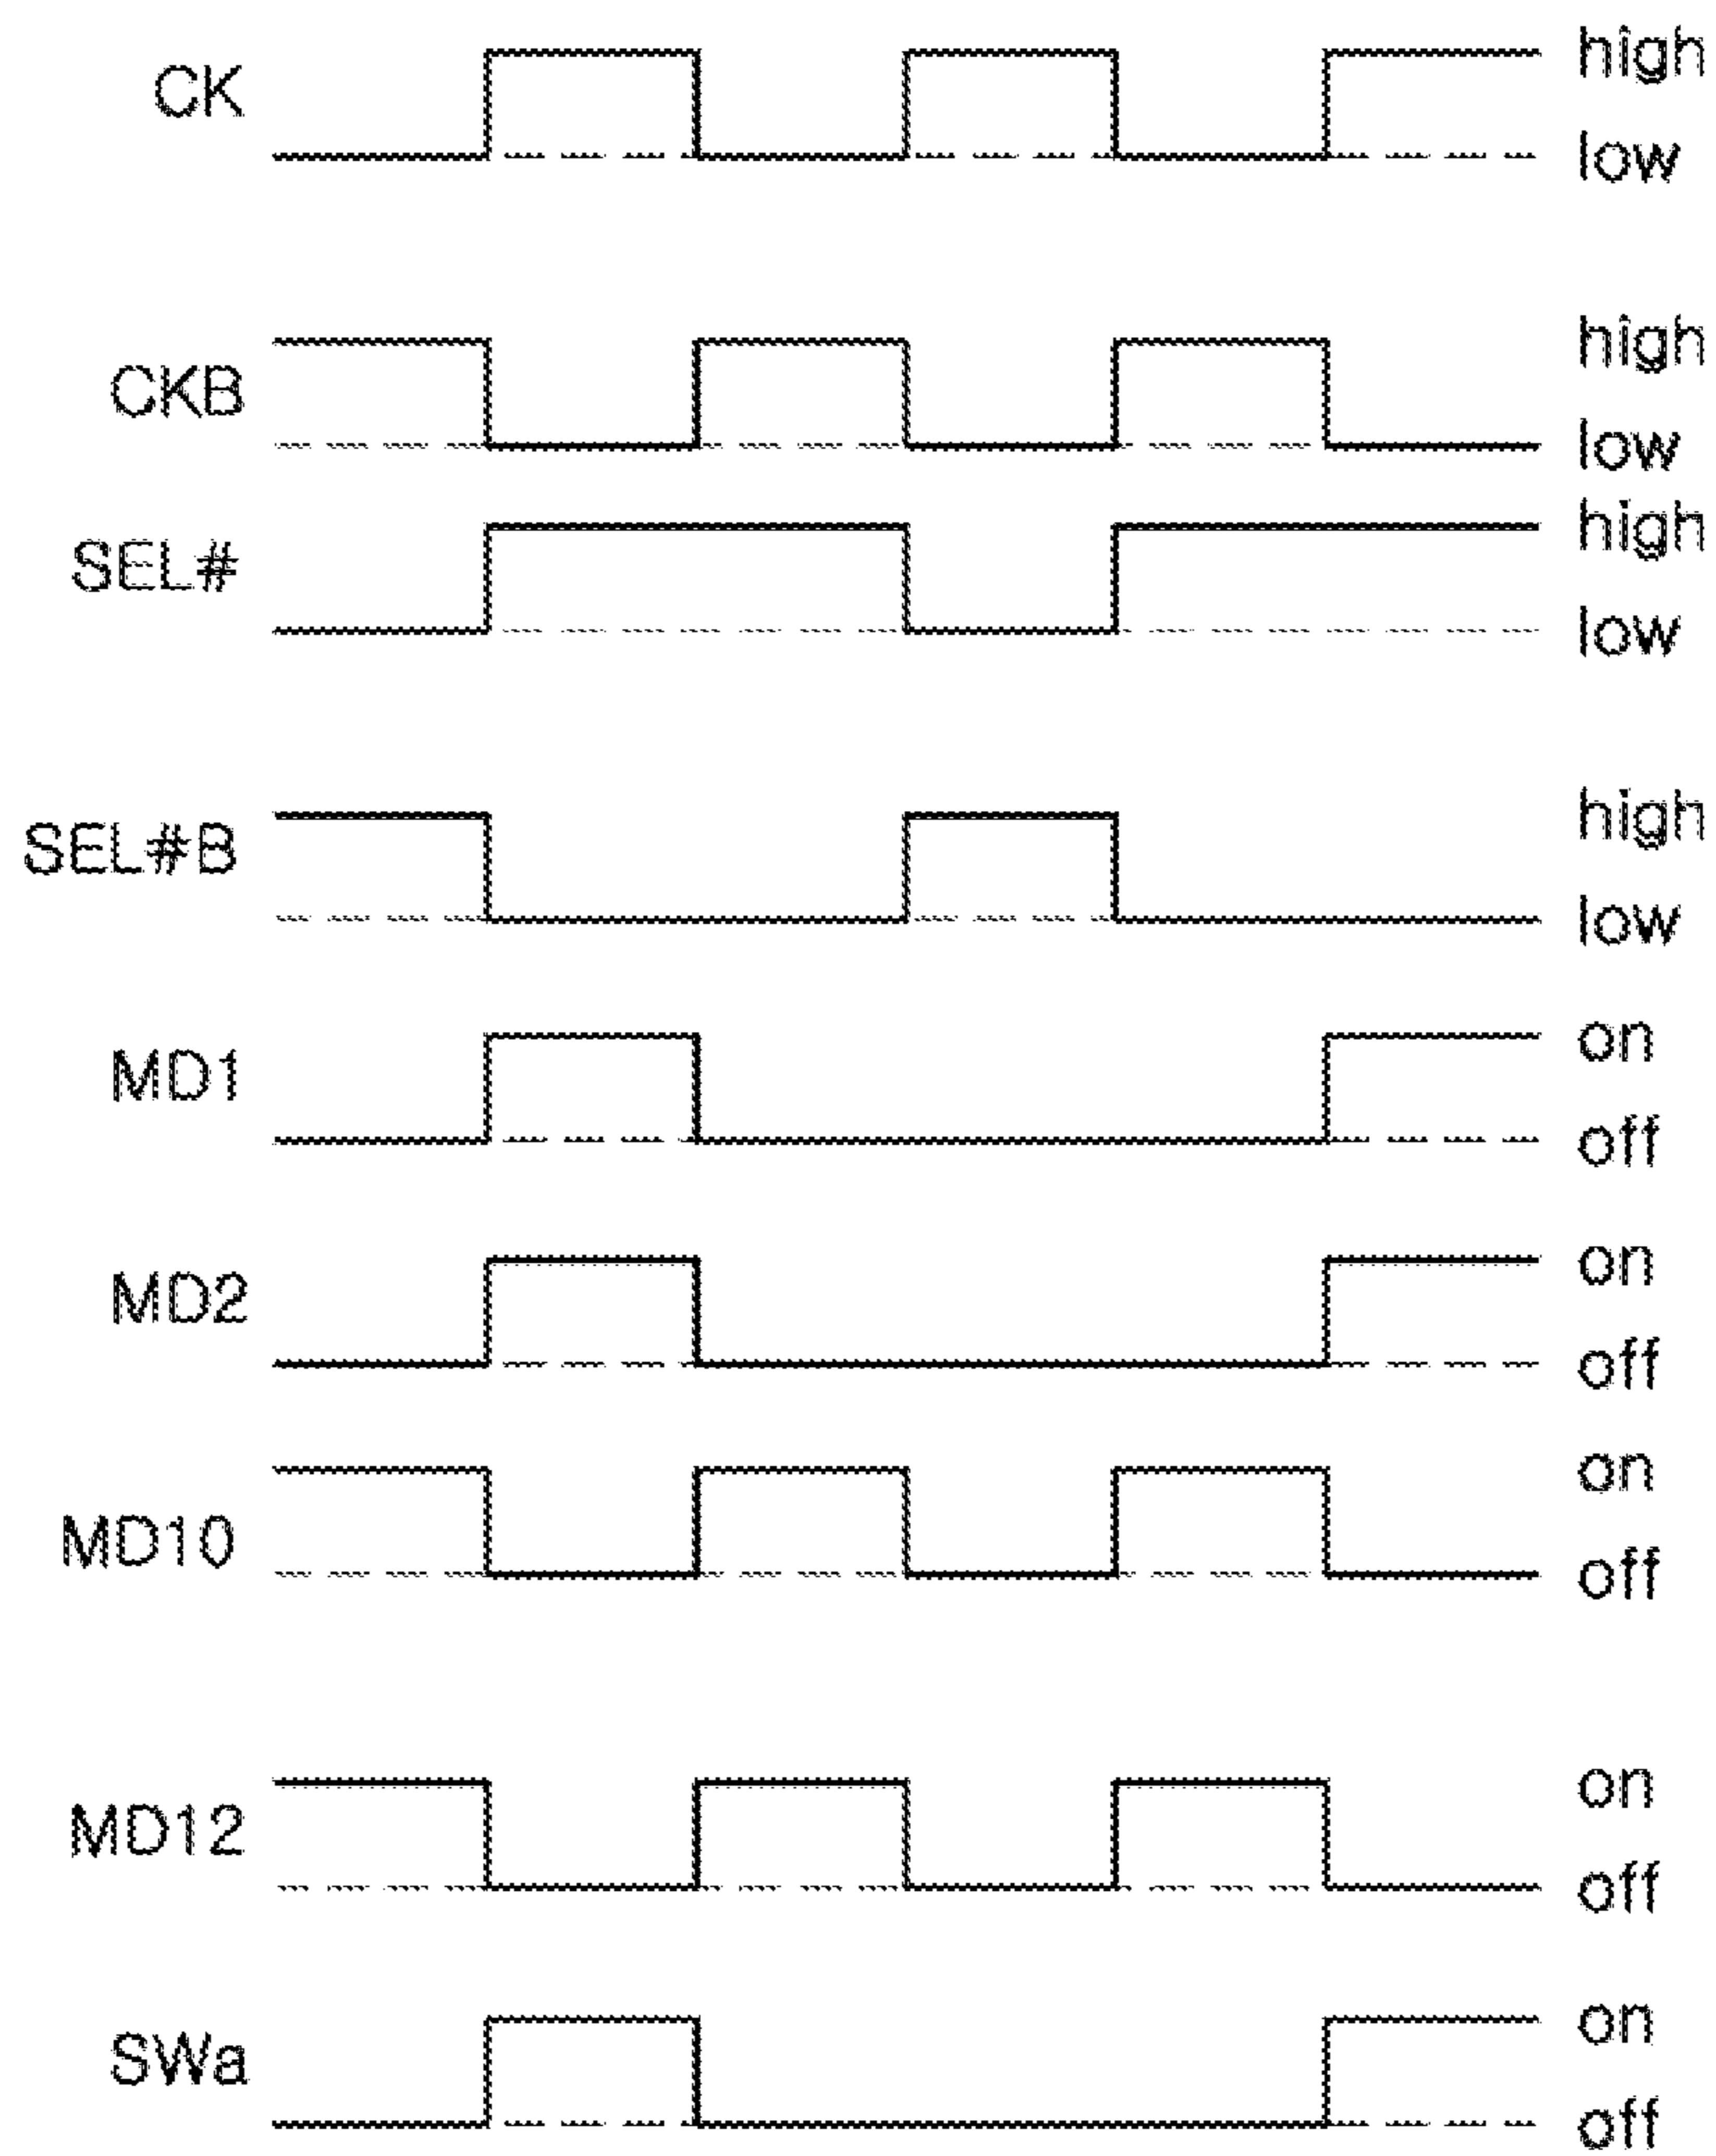 CK high
low
CKB high
low
SEL# high
low
SEL#B high
low
MD1 on
off
MD2 on
off
MD10 on
off
MD12 on
off
SWa on
off